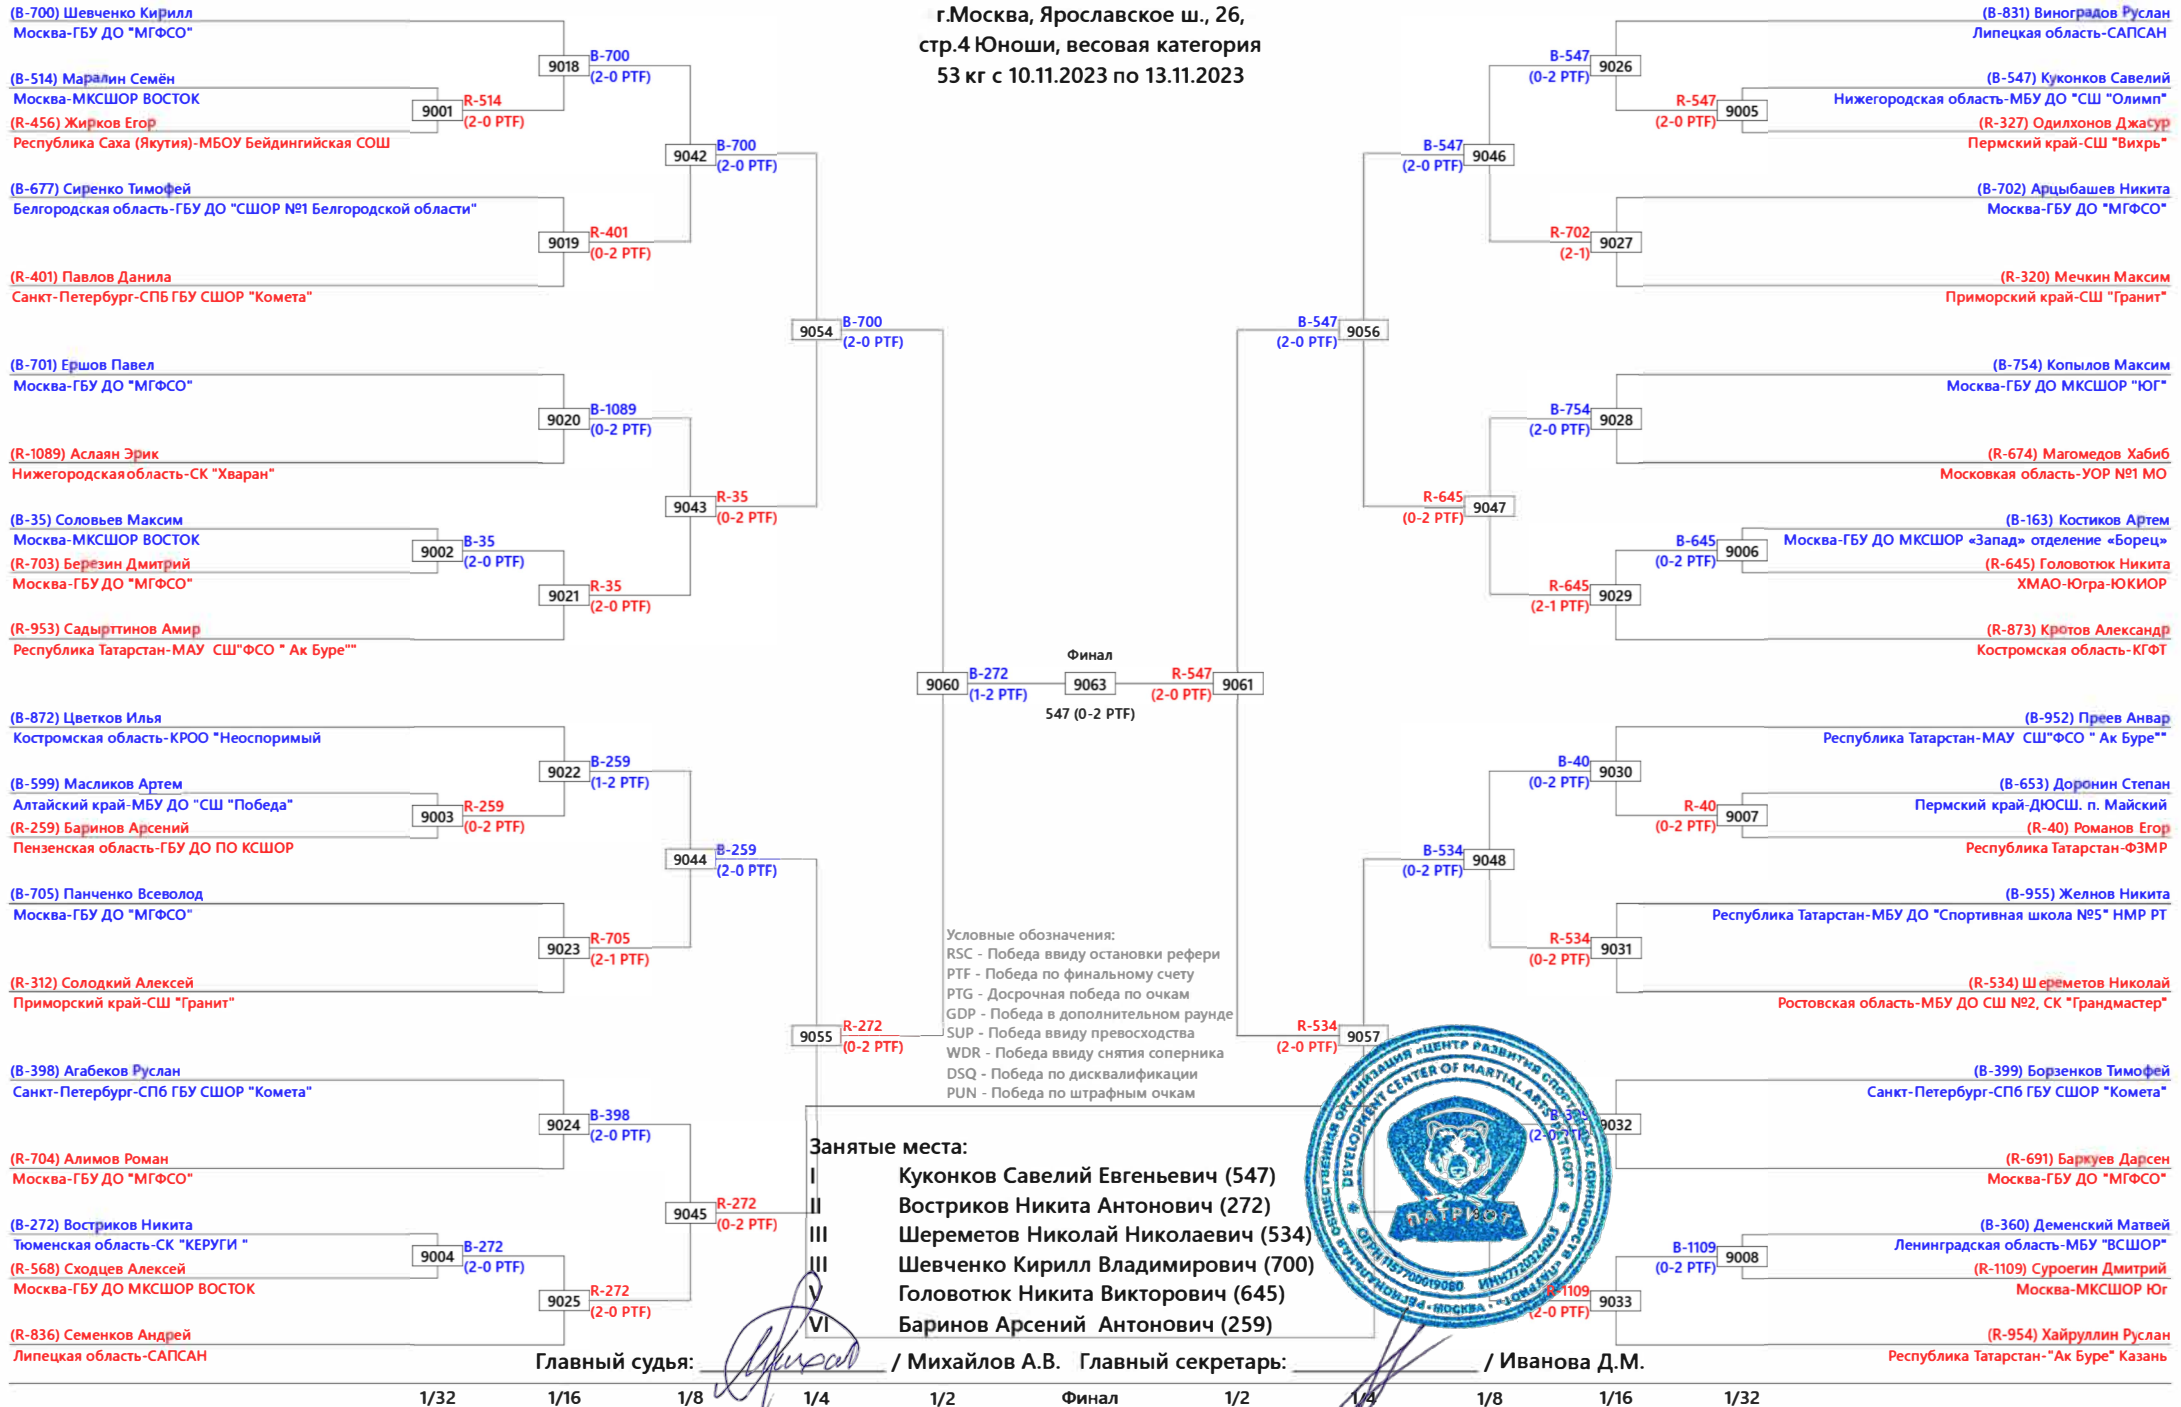 г.Москва, Ярославское ш., 26,
стр.4 Юноши, весовая категория
53 кг с 10.11.2023 по 13.11.2023
(B-700) Шевченко Кирилл
Москва-ГБУ ДО "МГФСО"
(B-514) Маралин Семён
Москва-МКСШОР ВОСТОК
(R-456) Жирков Егор
Республика Саха (Якутия)-МБОУ Бейдингийская СОШ
(B-677) Сиренко Тимофей
Белгородская область-ГБУ ДО "СШОР №1 Белгородской области"
(R-401) Павлов Данила
Санкт-Петербург-СПБ ГБУ СШОР "Комета"
(B-701) Ершов Павел
Москва-ГБУ ДО "МГФСО"
(R-1089) Аслаян Эрик
Нижегородская область-СК "Хваран"
(B-35) Соловьев Максим
Москва-МКСШОР ВОСТОК
(R-703) Березин Дмитрий
Москва-ГБУ ДО "МГФСО"
(R-953) Садырттинов Амир
Республика Татарстан-МАУ СШ"ФСО " Ак Буре""
(B-872) Цветков Илья
Костромская область-КРОО "Неоспоримый
(B-599) Масликов Артем
Алтайский край-МБУ ДО "СШ "Победа"
(R-259) Баринов Арсений
Пензенская область-ГБУ ДО ПО КСШОР
(B-705) Панченко Всеволод
Москва-ГБУ ДО "МГФСО"
(R-312) Солодкий Алексей
Приморский край-СШ "Гранит"
(B-398) Агабеков Руслан
Санкт-Петербург-СПб ГБУ СШОР "Комета"
(R-704) Алимов Роман
Москва-ГБУ ДО "МГФСО"
(B-272) Востриков Никита
Тюменская область-СК "КЕРУГИ "
(R-568) Сходцев Алексей
Москва-ГБУ ДО МКСШОР ВОСТОК
(R-836) Семенков Андрей
Липецкая область-САПСАН
9001
R-514
(2-0 PTF)
9002
B-35
(2-0 PTF)
9003
R-259
(0-2 PTF)
9004
B-272
(2-0 PTF)
9018
B-700
(2-0 PTF)
9019
R-401
(0-2 PTF)
9020
B-1089
(0-2 PTF)
9021
R-35
(2-0 PTF)
9022
B-259
(1-2 PTF)
9023
R-705
(2-1 PTF)
9024
B-398
(2-0 PTF)
9025
R-272
(2-0 PTF)
9042
B-700
(2-0 PTF)
9043
R-35
(0-2 PTF)
9044
B-259
(2-0 PTF)
9045
R-272
(0-2 PTF)
9054
B-700
(2-0 PTF)
9055
R-272
(0-2 PTF)
9060
B-272
(1-2 PTF)
Финал
9063
547 (0-2 PTF)
R-547
(2-0 PTF)
9061
B-547
(2-0 PTF)
9056
R-534
(2-0 PTF)
9057
B-547
(2-0 PTF)
9046
R-645
(0-2 PTF)
9047
B-534
(0-2 PTF)
9048
B-547
(0-2 PTF)
9026
R-702
(2-1)
9027
B-754
(2-0 PTF)
9028
R-645
(2-1 PTF)
9029
B-40
(0-2 PTF)
9030
R-534
(0-2 PTF)
9031
B-399
(2-0 PTF)
9032
R-1109
(2-0 PTF)
9033
R-547
(2-0 PTF)
9005
B-645
(0-2 PTF)
9006
R-40
(0-2 PTF)
9007
B-1109
(0-2 PTF)
9008
(B-831) Виноградов Руслан
Липецкая область-САПСАН
(B-547) Куконков Савелий
Нижегородская область-МБУ ДО "СШ "Олимп"
(R-327) Одилхонов Джасур
Пермский край-СШ "Вихрь"
(B-702) Арцыбашев Никита
Москва-ГБУ ДО "МГФСО"
(R-320) Мечкин Максим
Приморский край-СШ "Гранит"
(B-754) Копылов Максим
Москва-ГБУ ДО МКСШОР "ЮГ"
(R-674) Магомедов Хабиб
Московкая область-УОР №1 МО
(B-163) Костиков Артем
Москва-ГБУ ДО МКСШОР «Запад» отделение «Борец»
(R-645) Головотюк Никита
ХМАО-Югра-ЮКИОР
(R-873) Кротов Александр
Костромская область-КГФТ
(B-952) Преев Анвар
Республика Татарстан-МАУ СШ"ФСО " Ак Буре""
(B-653) Доронин Степан
Пермский край-ДЮСШ. п. Майский
(R-40) Романов Егор
Республика Татарстан-ФЗМР
(B-955) Желнов Никита
Республика Татарстан-МБУ ДО "Спортивная школа №5" НМР РТ
(R-534) Шереметов Николай
Ростовская область-МБУ ДО СШ №2, СК "Грандмастер"
(B-399) Борзенков Тимофей
Санкт-Петербург-СПб ГБУ СШОР "Комета"
(R-691) Баркуев Дарсен
Москва-ГБУ ДО "МГФСО"
(B-360) Деменский Матвей
Ленинградская область-МБУ "ВСШОР"
(R-1109) Суроегин Дмитрий
Москва-МКСШОР Юг
(R-954) Хайруллин Руслан
Республика Татарстан-"Ак Буре" Казань
Условные обозначения:
RSC - Победа ввиду остановки рефери
PTF - Победа по финальному счету
PTG - Досрочная победа по очкам
GDP - Победа в дополнительном раунде
SUP - Победа ввиду превосходства
WDR - Победа ввиду снятия соперника
DSQ - Победа по дисквалификации
PUN - Победа по штрафным очкам
Занятые места:
I Куконков Савелий Евгеньевич (547)
II Востриков Никита Антонович (272)
III Шереметов Николай Николаевич (534)
III Шевченко Кирилл Владимирович (700)
V Головотюк Никита Викторович (645)
VI Баринов Арсений Антонович (259)
DEVELOPMENT CENTER OF MARTIAL ARTS "PATRIOT"
ПАТРИОТ
Главный судья: / Михайлов А.В. Главный секретарь: / Иванова Д.М.
1/32 1/16 1/8 1/4 1/2 Финал 1/2 1/4 1/8 1/16 1/32